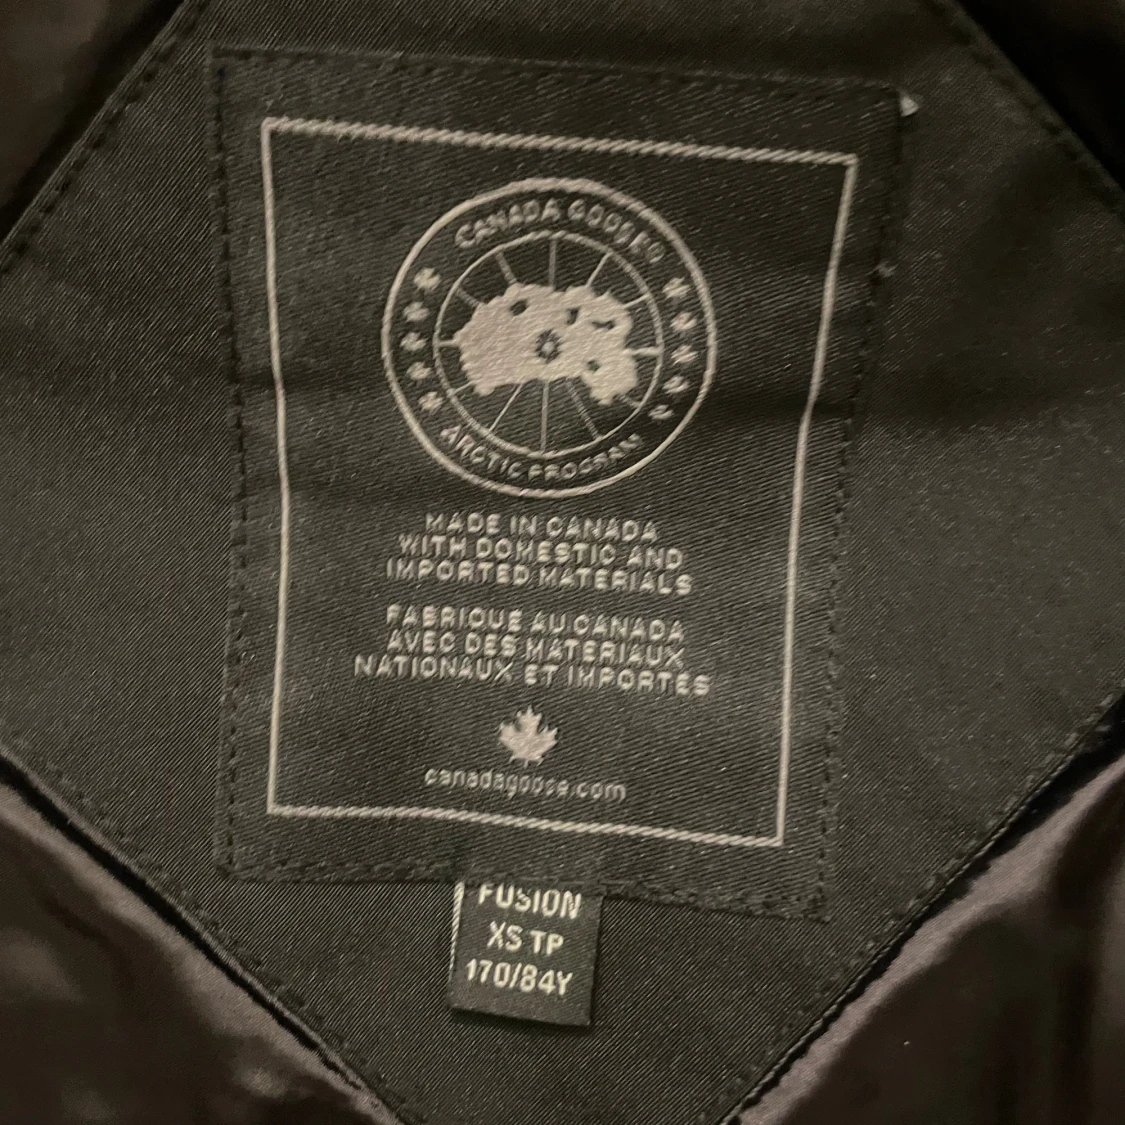 CANADA GOOSE®
ARCTIC PROGRAM
MADE IN CANADA
WITH DOMESTIC AND
IMPORTED MATERIALS
FABRIQUE AU CANADA
AVEC DES MATERIAUX
NATIONAUX ET IMPORTÉS
canadagoose.com
FUSION
XS TP
170/84Y